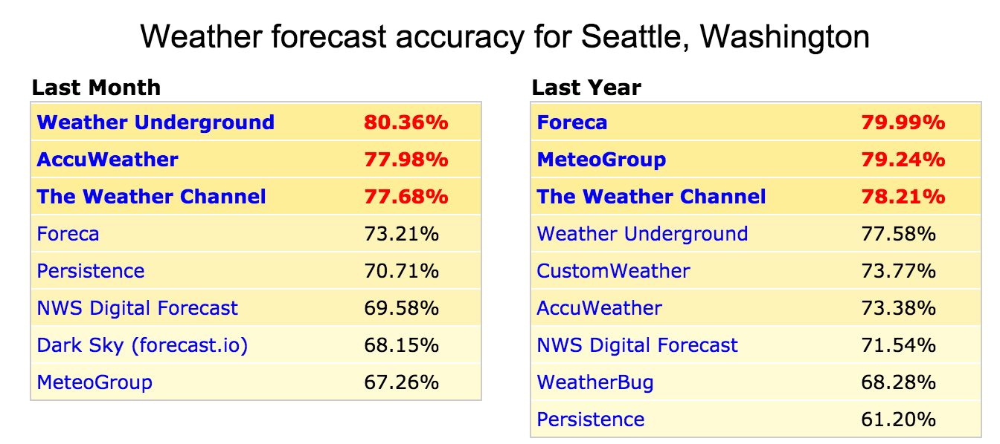 Weather forecast accuracy for Seattle, Washington
Last Month
Weather Underground 80.36%
AccuWeather 77.98%
The Weather Channel 77.68%
Foreca 73.21%
Persistence 70.71%
NWS Digital Forecast 69.58%
Dark Sky (forecast.io) 68.15%
MeteoGroup 67.26%
Last Year
Foreca 79.99%
MeteoGroup 79.24%
The Weather Channel 78.21%
Weather Underground 77.58%
CustomWeather 73.77%
AccuWeather 73.38%
NWS Digital Forecast 71.54%
WeatherBug 68.28%
Persistence 61.20%